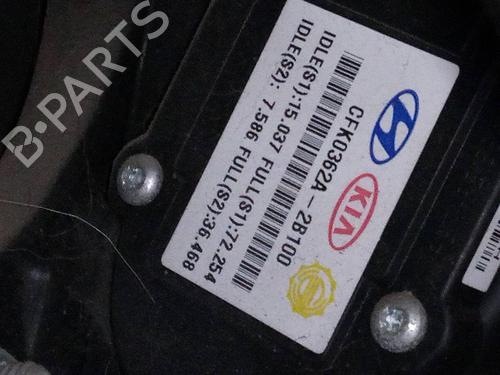 B-PARTS
KIA
CFK0362A-2B100
IDLE(S1):15.037 FULL(S1):72.254
IDLE(S2): 7.586 FULL(S2):36.468